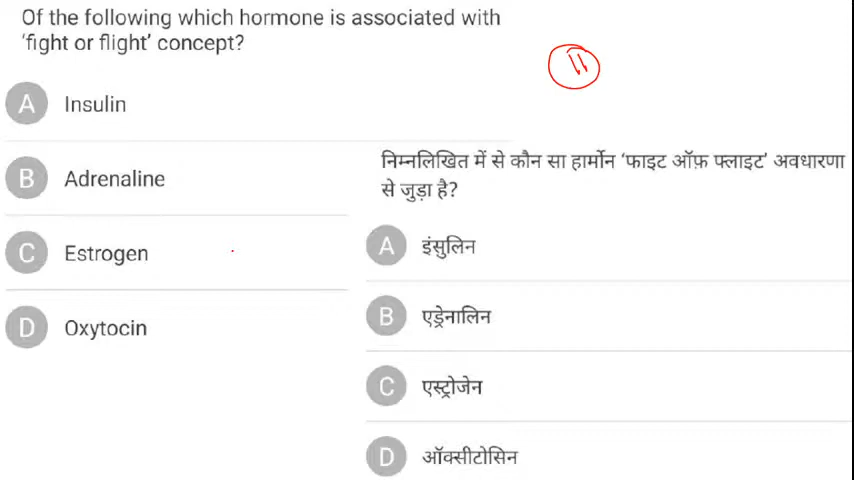 Of the following which hormone is associated with
‘fight or flight’ concept?
11
A Insulin
B Adrenaline
C Estrogen
D Oxytocin
निम्नलिखित में से कौन सा हार्मोन ‘फाइट ऑफ़ फ्लाइट’ अवधारणा
से जुड़ा है?
A इंसुलिन
B एड्रेनालिन
C एस्ट्रोजेन
D ऑक्सीटोसिन